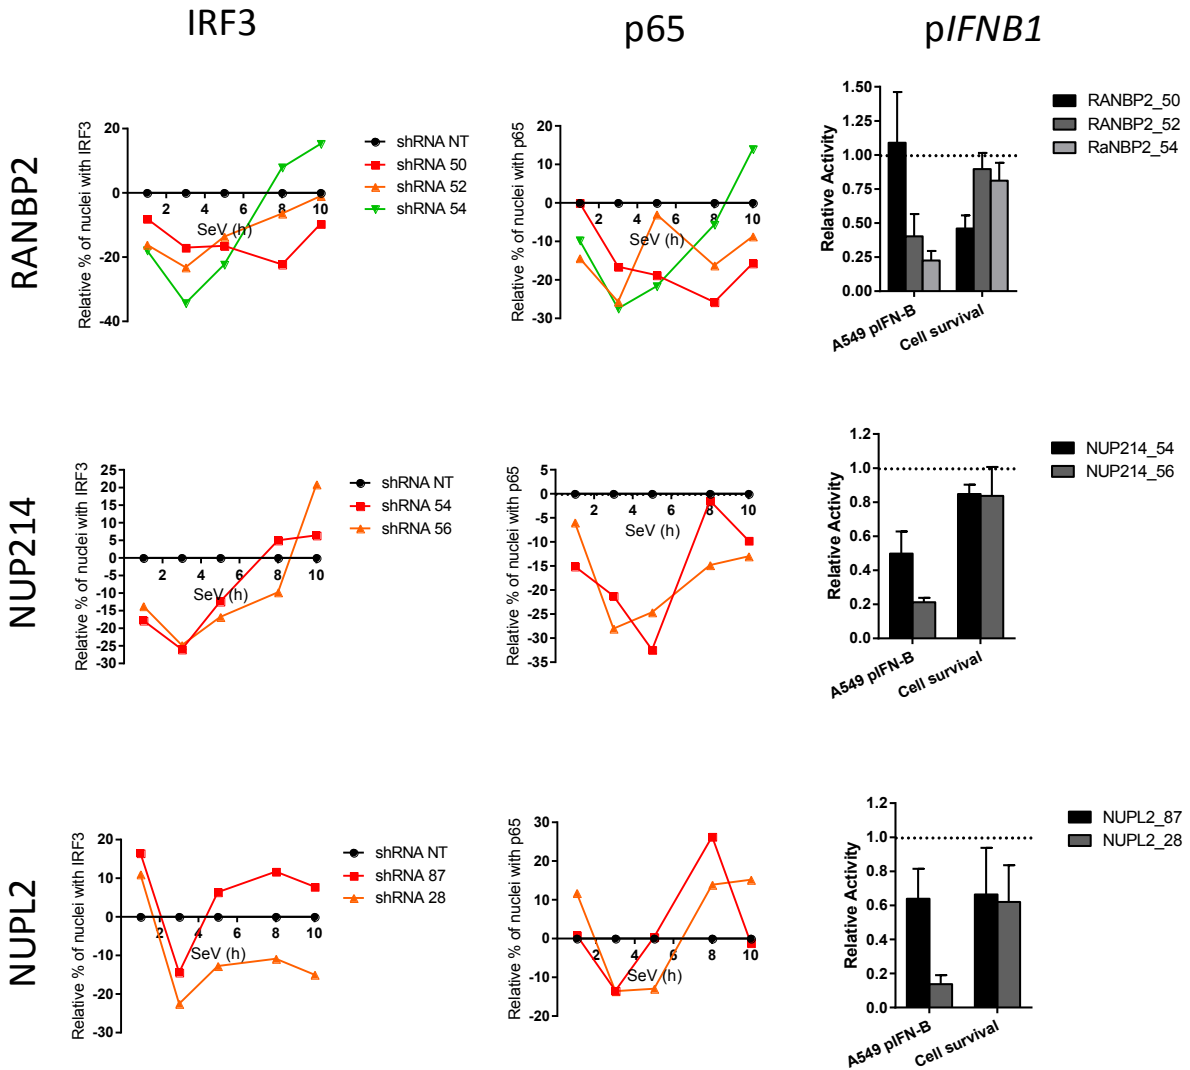 IRF3
p65
pIFNB1
RANBP2
Relative % of nuclei with IRF3
20
0
-20
-40
2
4
6
8
10
SeV (h)
shRNA NT
shRNA 50
shRNA 52
shRNA 54
Relative % of nuclei with p65
20
10
0
-10
-20
-30
2
4
6
8
10
SeV (h)
Relative Activity
1.50
1.25
1.00
0.75
0.50
0.25
0.00
A549 pIFN-B
Cell survival
RANBP2_50
RANBP2_52
RaNBP2_54
NUP214
Relative % of nuclei with IRF3
25
20
15
10
5
0
-5
-10
-15
-20
-25
-30
2
4
6
8
10
SeV (h)
shRNA NT
shRNA 54
shRNA 56
Relative % of nuclei with p65
5
0
-5
-10
-15
-20
-25
-30
-35
2
4
6
8
10
SeV (h)
Relative Activity
1.2
1.0
0.8
0.6
0.4
0.2
0.0
A549 pIFN-B
Cell survival
NUP214_54
NUP214_56
NUPL2
Relative % of nuclei with IRF3
20
10
0
-10
-20
-30
2
4
6
8
10
SeV (h)
shRNA NT
shRNA 87
shRNA 28
Relative % of nuclei with p65
30
20
10
0
-10
-20
2
4
6
8
10
SeV (h)
Relative Activity
1.2
1.0
0.8
0.6
0.4
0.2
0.0
A549 pIFN-B
Cell survival
NUPL2_87
NUPL2_28